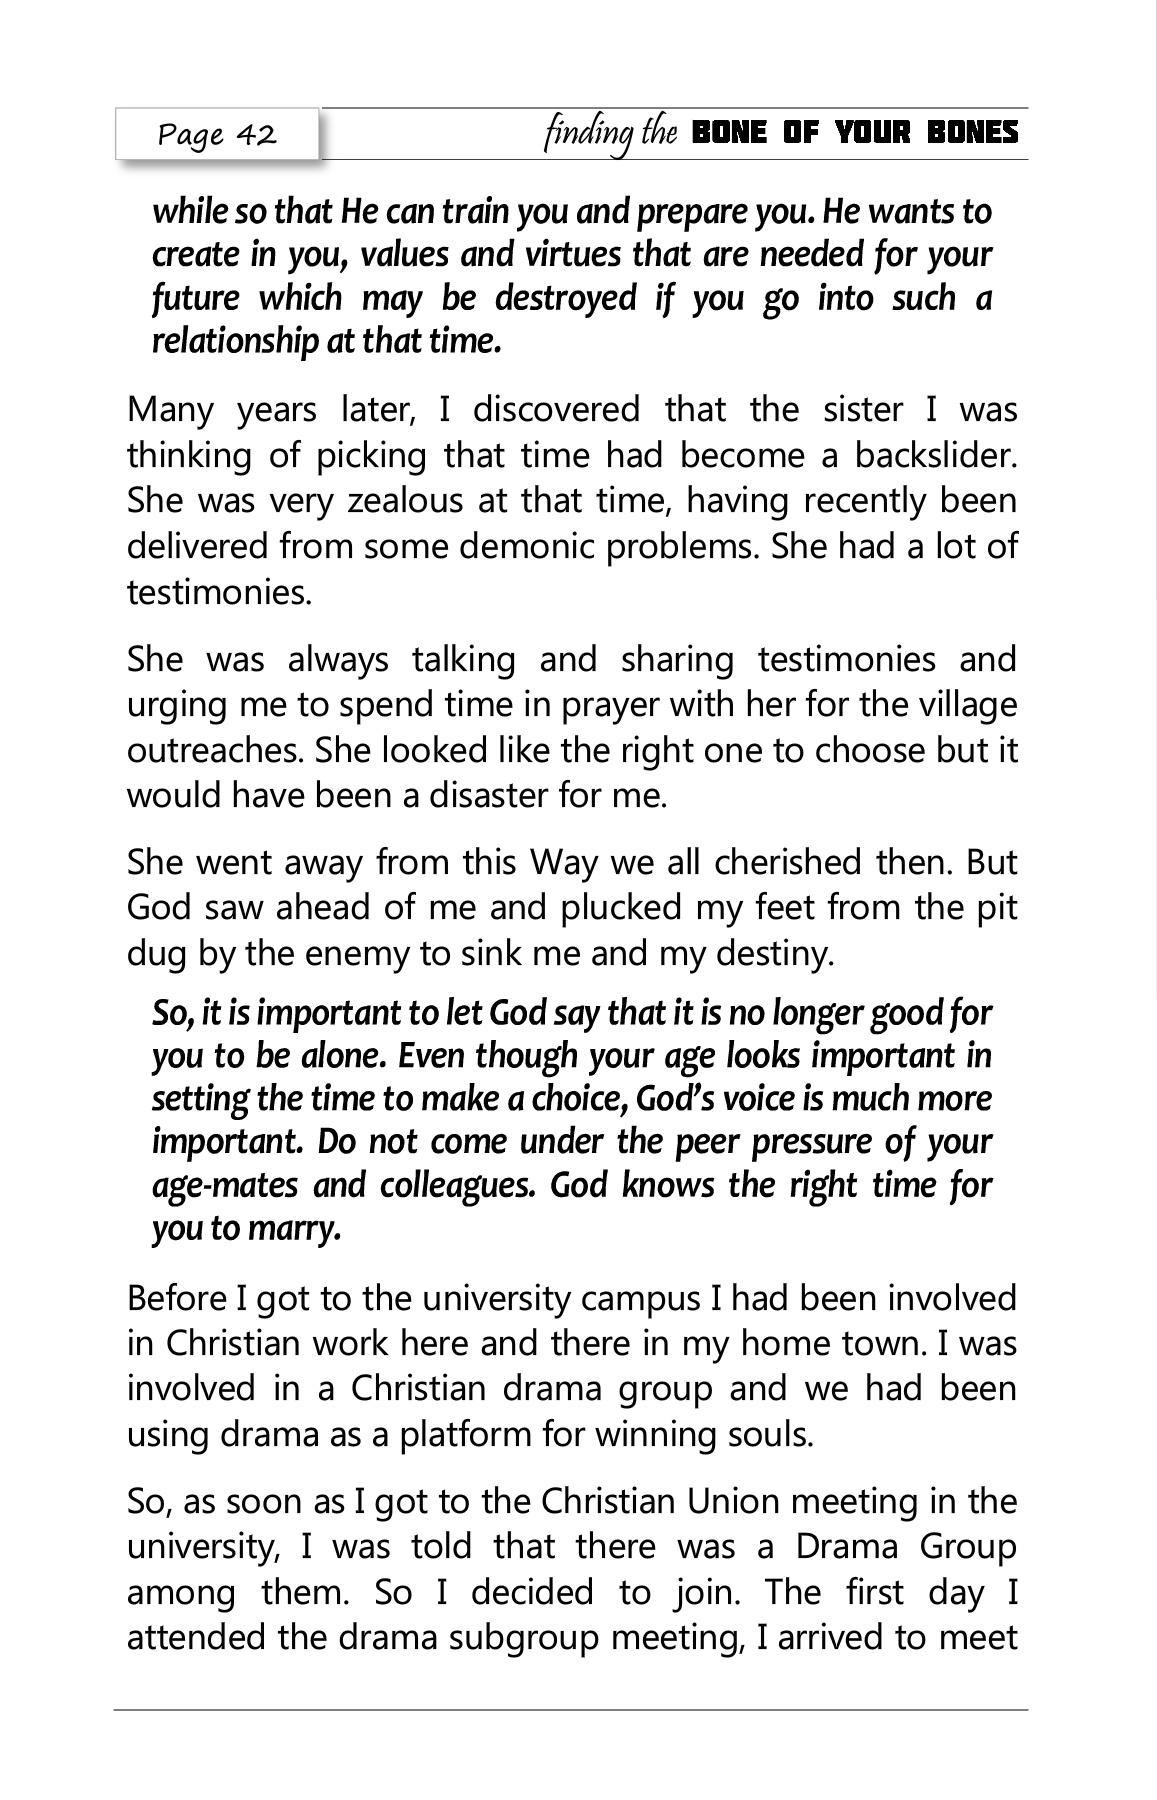 Page 42
finding the BONE OF YOUR BONES
while so that He can train you and prepare you. He wants to
create in you, values and virtues that are needed for your
future which may be destroyed if you go into such a
relationship at that time.
Many years later, I discovered that the sister I was
thinking of picking that time had become a backslider.
She was very zealous at that time, having recently been
delivered from some demonic problems. She had a lot of
testimonies.
She was always talking and sharing testimonies and
urging me to spend time in prayer with her for the village
outreaches. She looked like the right one to choose but it
would have been a disaster for me.
She went away from this Way we all cherished then. But
God saw ahead of me and plucked my feet from the pit
dug by the enemy to sink me and my destiny.
So, it is important to let God say that it is no longer good for
you to be alone. Even though your age looks important in
setting the time to make a choice, God’s voice is much more
important. Do not come under the peer pressure of your
age-mates and colleagues. God knows the right time for
you to marry.
Before I got to the university campus I had been involved
in Christian work here and there in my home town. I was
involved in a Christian drama group and we had been
using drama as a platform for winning souls.
So, as soon as I got to the Christian Union meeting in the
university, I was told that there was a Drama Group
among them. So I decided to join. The first day I
attended the drama subgroup meeting, I arrived to meet